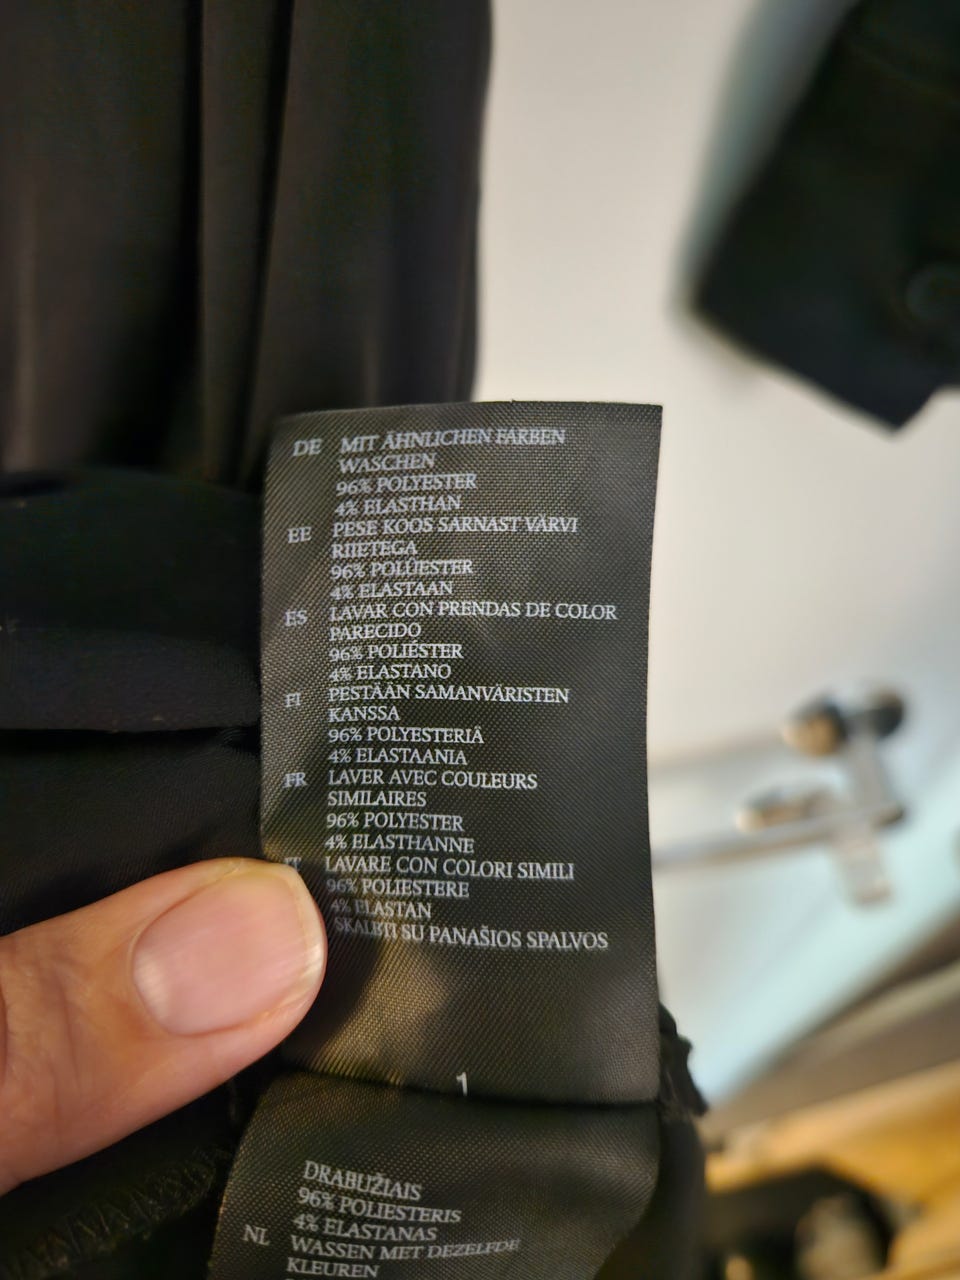 DE MIT ÄHNLICHEN FARBEN
WASCHEN
96% POLYESTER
4% ELASTHAN
EE PESE KOOS SARNAST VÄRVI
RIIETEGA
96% POLÜESTER
4% ELASTAAN
ES LAVAR CON PRENDAS DE COLOR
PARECIDO
96% POLIÉSTER
4% ELASTANO
FI PESTÄÄN SAMANVÄRISTEN
KANSSA
96% POLYESTERIÄ
4% ELASTAANIA
FR LAVER AVEC COULEURS
SIMILAIRES
96% POLYESTER
4% ELASTHANNE
IT LAVARE CON COLORI SIMILI
96% POLIESTERE
4% ELASTAN
SKALBTI SU PANAŠIOS SPALVOS
1
DRABUŽIAIS
96% POLIESTERIS
4% ELASTANAS
NL WASSEN MET DEZELFDE
KLEUREN